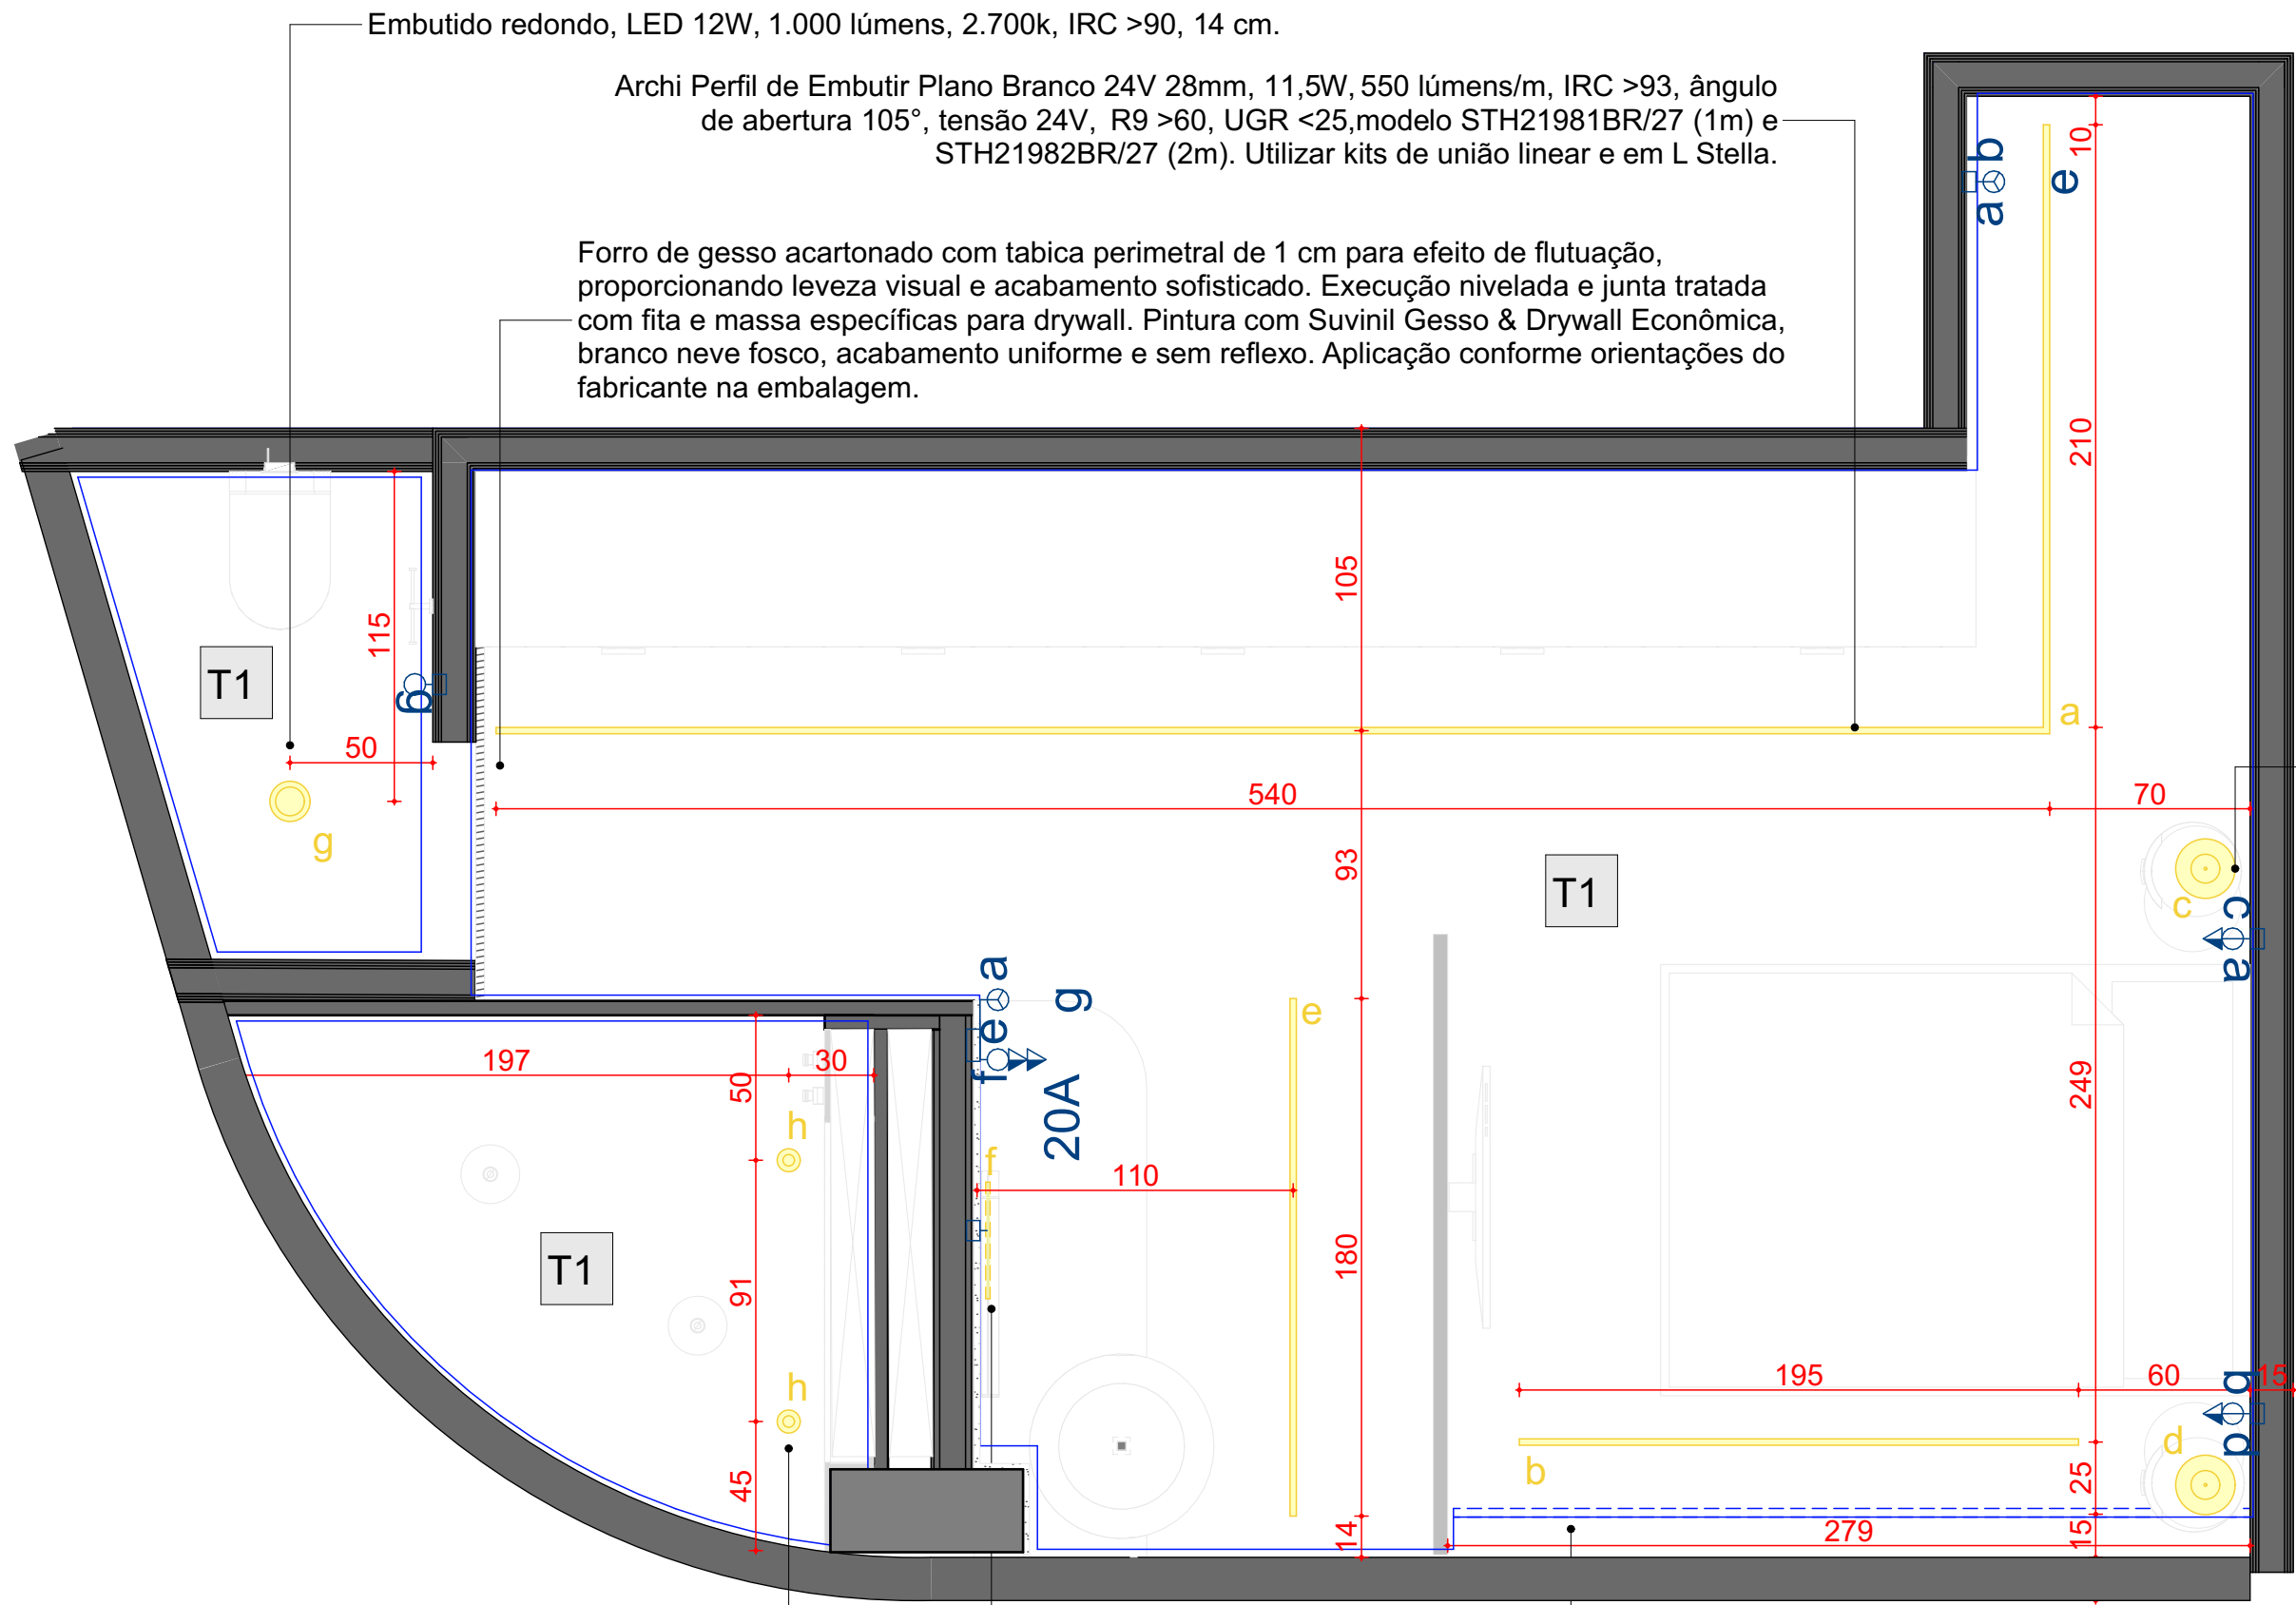 Embutido redondo, LED 12W, 1.000 lúmens, 2.700k, IRC >90, 14 cm.
Archi Perfil de Embutir Plano Branco 24V 28mm, 11,5W, 550 lúmens/m, IRC >93, ângulo
de abertura 105°, tensão 24V, R9 >60, UGR <25,modelo STH21981BR/27 (1m) e
STH21982BR/27 (2m). Utilizar kits de união linear e em L Stella.
Forro de gesso acartonado com tabica perimetral de 1 cm para efeito de flutuação,
proporcionando leveza visual e acabamento sofisticado. Execução nivelada e junta tratada
com fita e massa específicas para drywall. Pintura com Suvinil Gesso & Drywall Econômica,
branco neve fosco, acabamento uniforme e sem reflexo. Aplicação conforme orientações do
fabricante na embalagem.
10
b
a
e
210
105
115
T1
g
50
a
540
70
g
93
T1
c
c
a
a
g
e
e
f
20A
197
30
50
249
h
f
110
T1
91
180
195
60
15
h
b
d
d
b
45
25
14
279
15